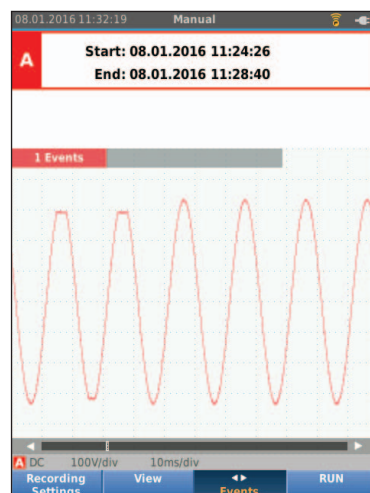 08.01.2016 11:32:19 Manual
A
Start: 08.01.2016 11:24:26
End: 08.01.2016 11:28:40
1 Events
A DC 100V/div 10ms/div
Recording Settings
View
Events
RUN